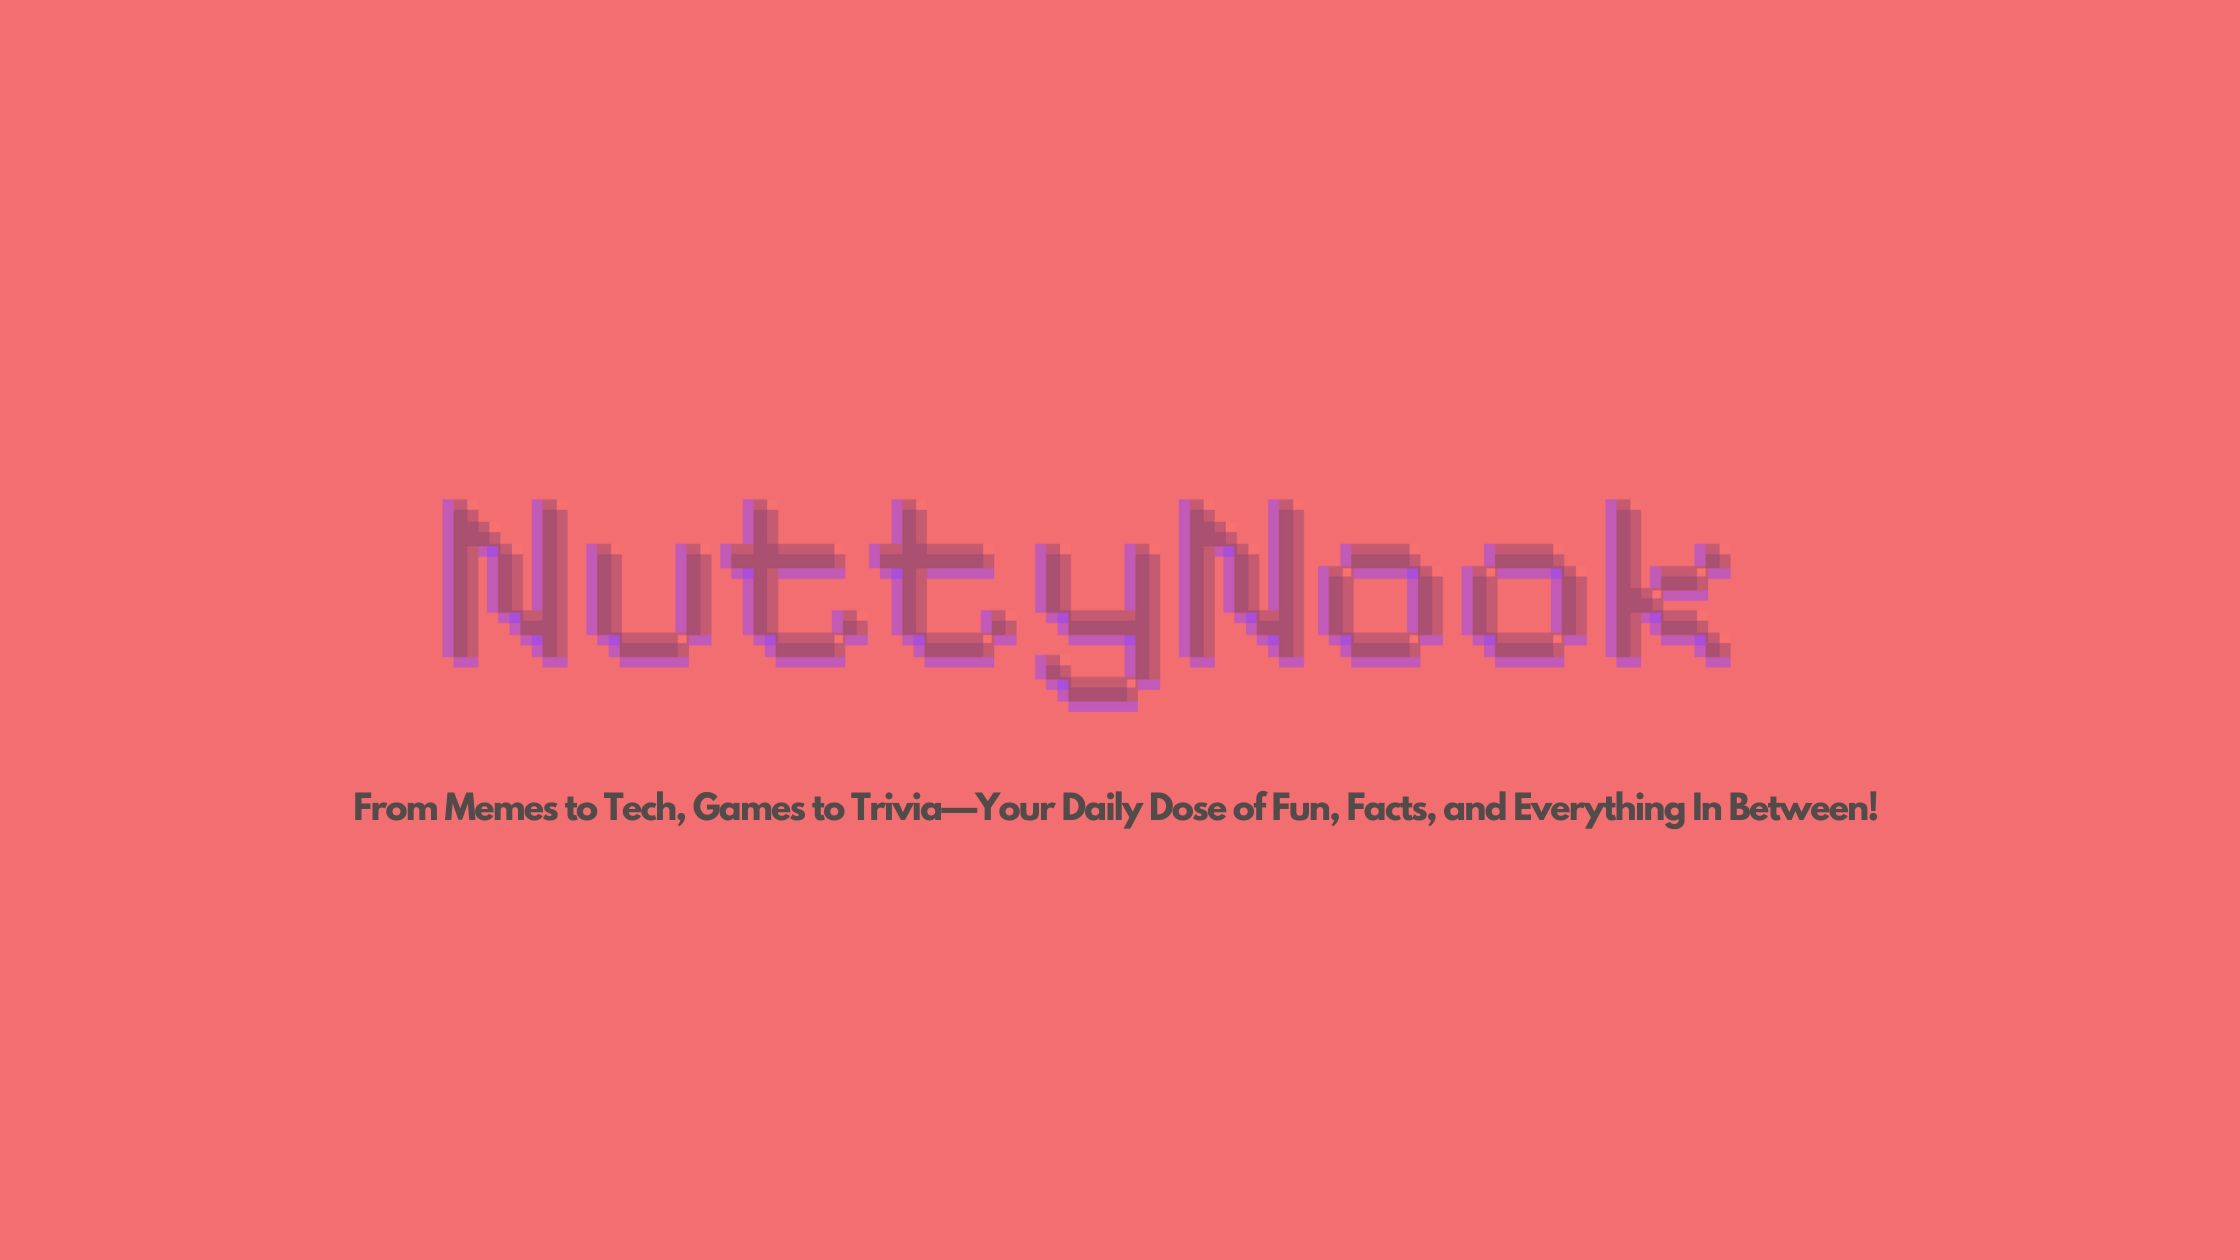 NuttyNook
From Memes to Tech, Games to Trivia—Your Daily Dose of Fun, Facts, and Everything In Between!